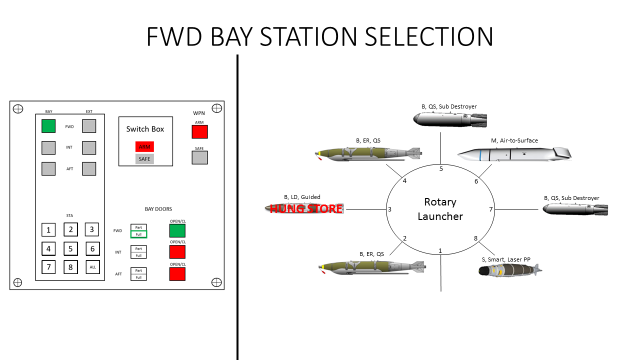 FWD BAY STATION SELECTION
BAY
EXT
FWD
INT
AFT
Switch Box
ARM
SAFE
WPN
ARM
SAFE
STA
1 2 3
4 5 6
7 8 ALL
BAY DOORS
OPEN/CL
FWD
Part
Full
OPEN/CL
INT
Part
Full
OPEN/CL
AFT
Part
Full
B, QS, Sub Destroyer
B, ER, QS
M, Air-to-Surface
B, LD, Guided
HUNG STORE
B, QS, Sub Destroyer
B, ER, QS
S, Smart, Laser PP
Rotary
Launcher
1
2
3
4
5
6
7
8